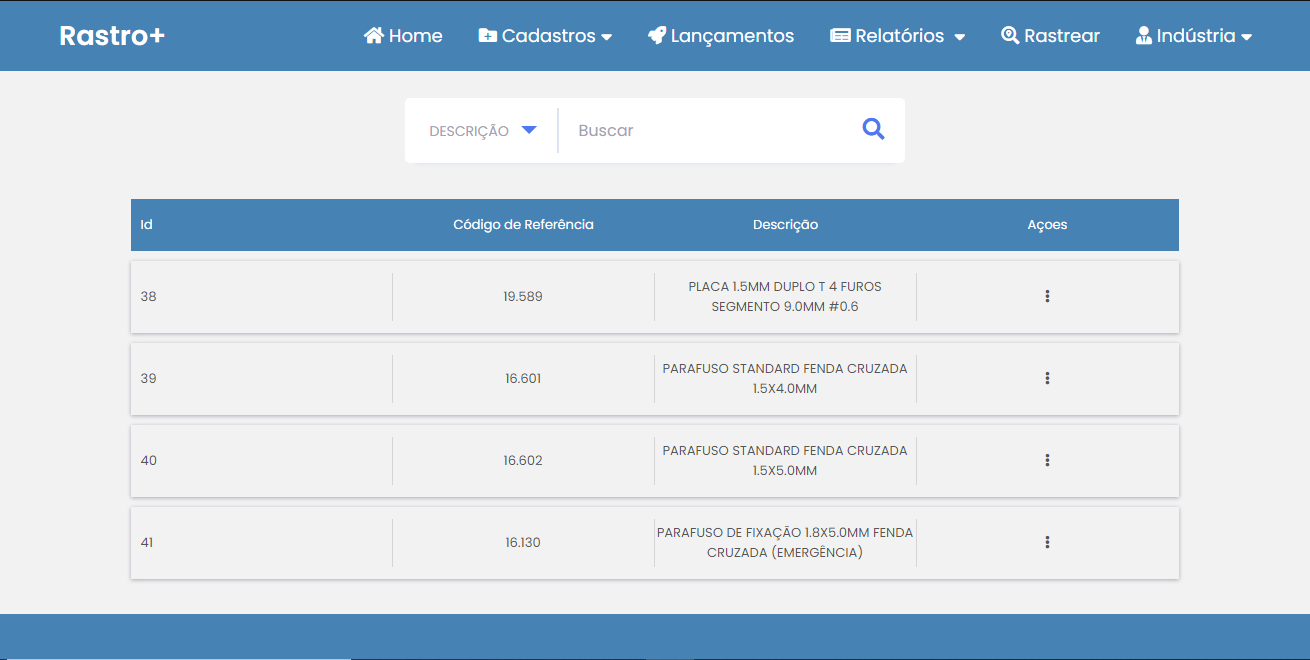 Rastro+ Home Cadastros Lançamentos Relatórios Rastrear Indústria
DESCRIÇÃO Buscar
Id Código de Referência Descrição Açoes
38 19.589 PLACA 1.5MM DUPLO T 4 FUROS
SEGMENTO 9.0MM #0.6
39 16.601 PARAFUSO STANDARD FENDA CRUZADA
1.5X4.0MM
40 16.602 PARAFUSO STANDARD FENDA CRUZADA
1.5X5.0MM
41 16.130 PARAFUSO DE FIXAÇÃO 1.8X5.0MM FENDA
CRUZADA (EMERGÊNCIA)